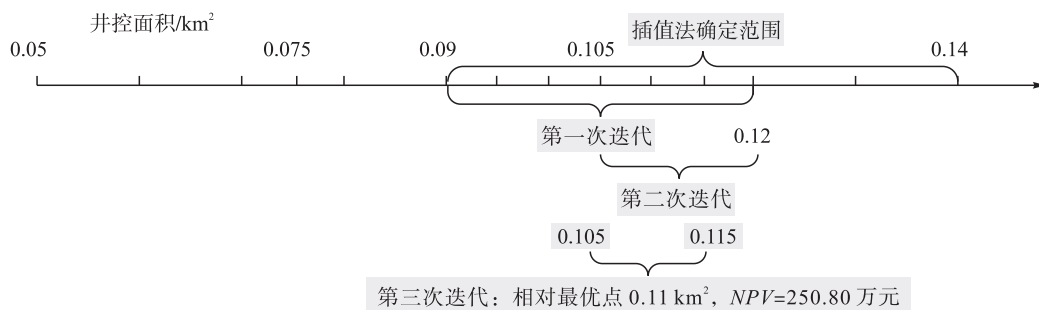 井控面积/km²
插值法确定范围
0.05 0.075 0.09 0.105 0.14
第一次迭代 0.12
第二次迭代
0.105 0.115
第三次迭代：相对最优点 0.11 km²，NPV=250.80 万元